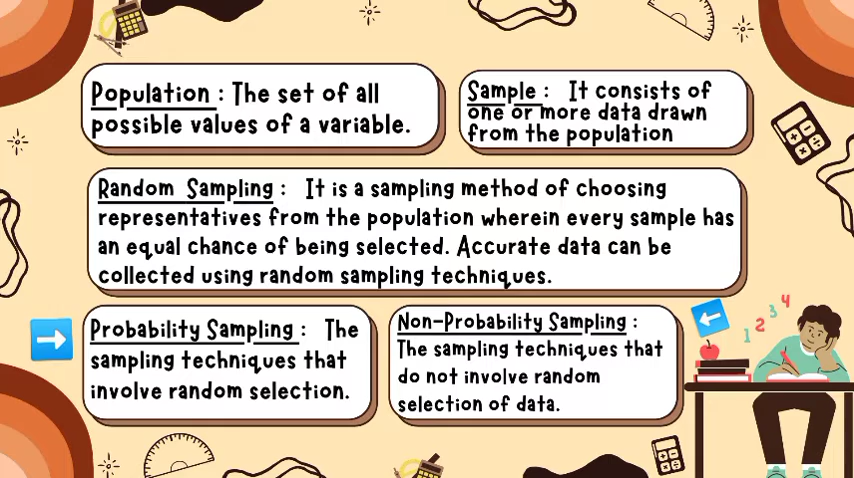 Population : The set of all
possible values of a variable.
Sample : It consists of
one or more data drawn
from the population
Random Sampling : It is a sampling method of choosing
representatives from the population wherein every sample has
an equal chance of being selected. Accurate data can be
collected using random sampling techniques.
Probability Sampling : The
sampling techniques that
involve random selection.
Non-Probability Sampling :
The sampling techniques that
do not involve random
selection of data.
1 2 3 4